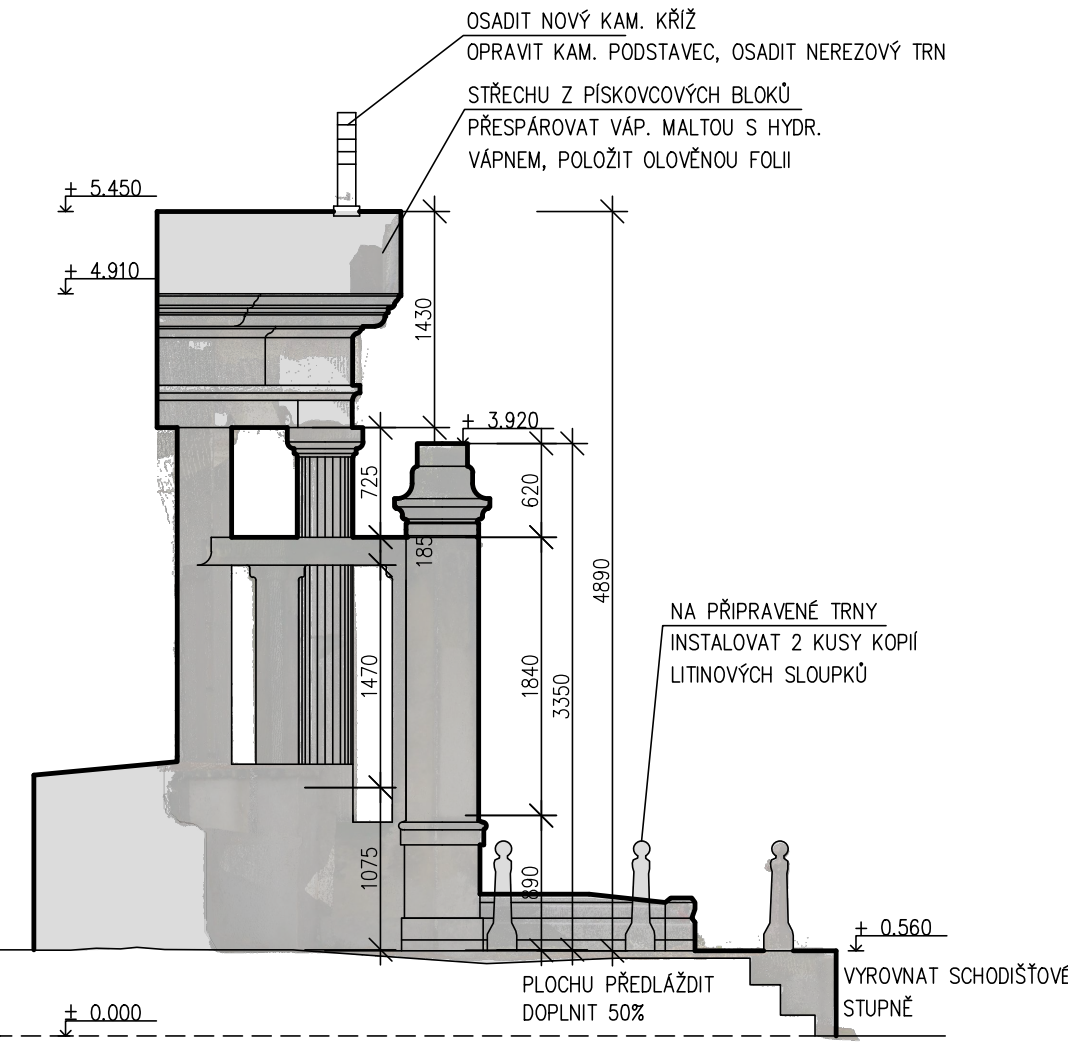 OSADIT NOVÝ KAM. KŘÍŽ
OPRAVIT KAM. PODSTAVEC, OSADIT NEREZOVÝ TRN
STŘECHU Z PÍSKOVCOVÝCH BLOKŮ
PŘESPÁROVAT VÁP. MALTOU S HYDR.
VÁPNEM, POLOŽIT OLOVĚNOU FOLII
± 5.450
± 4.910
1430
± 3.920
725
620
185
4890
NA PŘIPRAVENÉ TRNY
INSTALOVAT 2 KUSY KOPIÍ
LITINOVÝCH SLOUPKŮ
1470
1840
3350
1075
890
± 0.560
PLOCHU PŘEDLÁŽDIT
DOPLNIT 50%
VYROVNAT SCHODIŠŤOVÉ
STUPNĚ
± 0.000